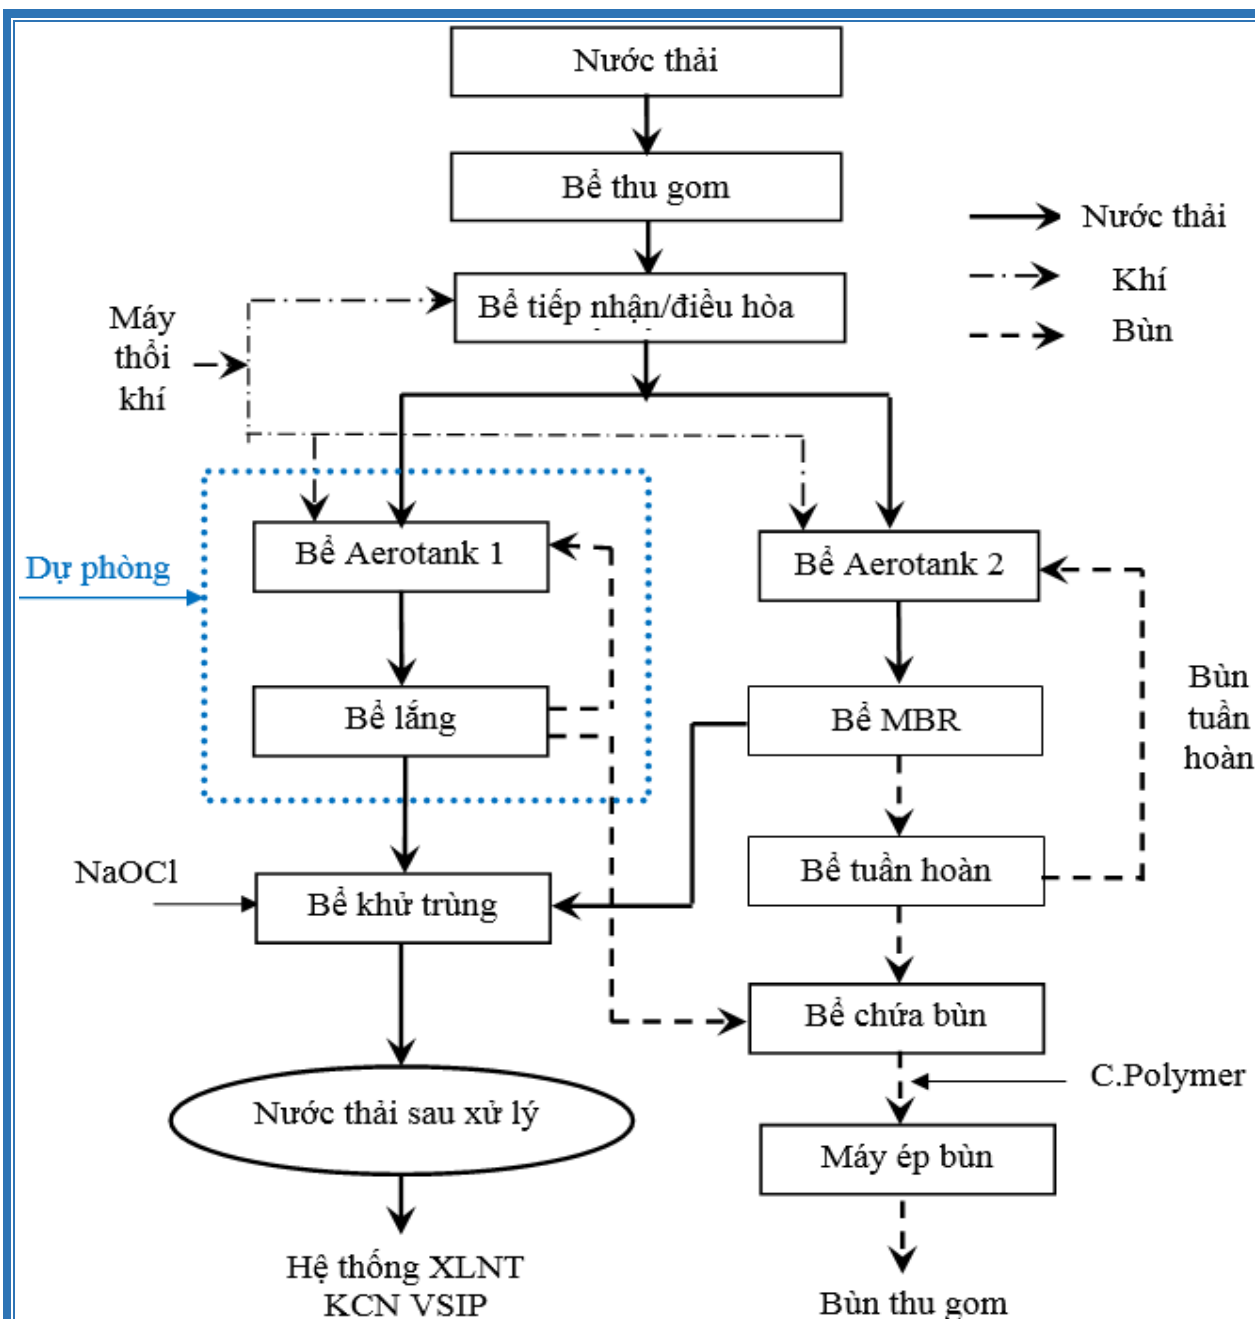 Nước thải
Bể thu gom
Nước thải
Bể tiếp nhận/điều hòa
Khí
Bùn
Máy
thổi
khí
Bể Aerotank 1
Bể Aerotank 2
Dự phòng
Bể lắng
Bể MBR
Bùn
tuần
hoàn
NaOCl
Bể khử trùng
Bể tuần hoàn
Bể chứa bùn
C.Polymer
Nước thải sau xử lý
Máy ép bùn
Hệ thống XLNT
KCN VSIP
Bùn thu gom